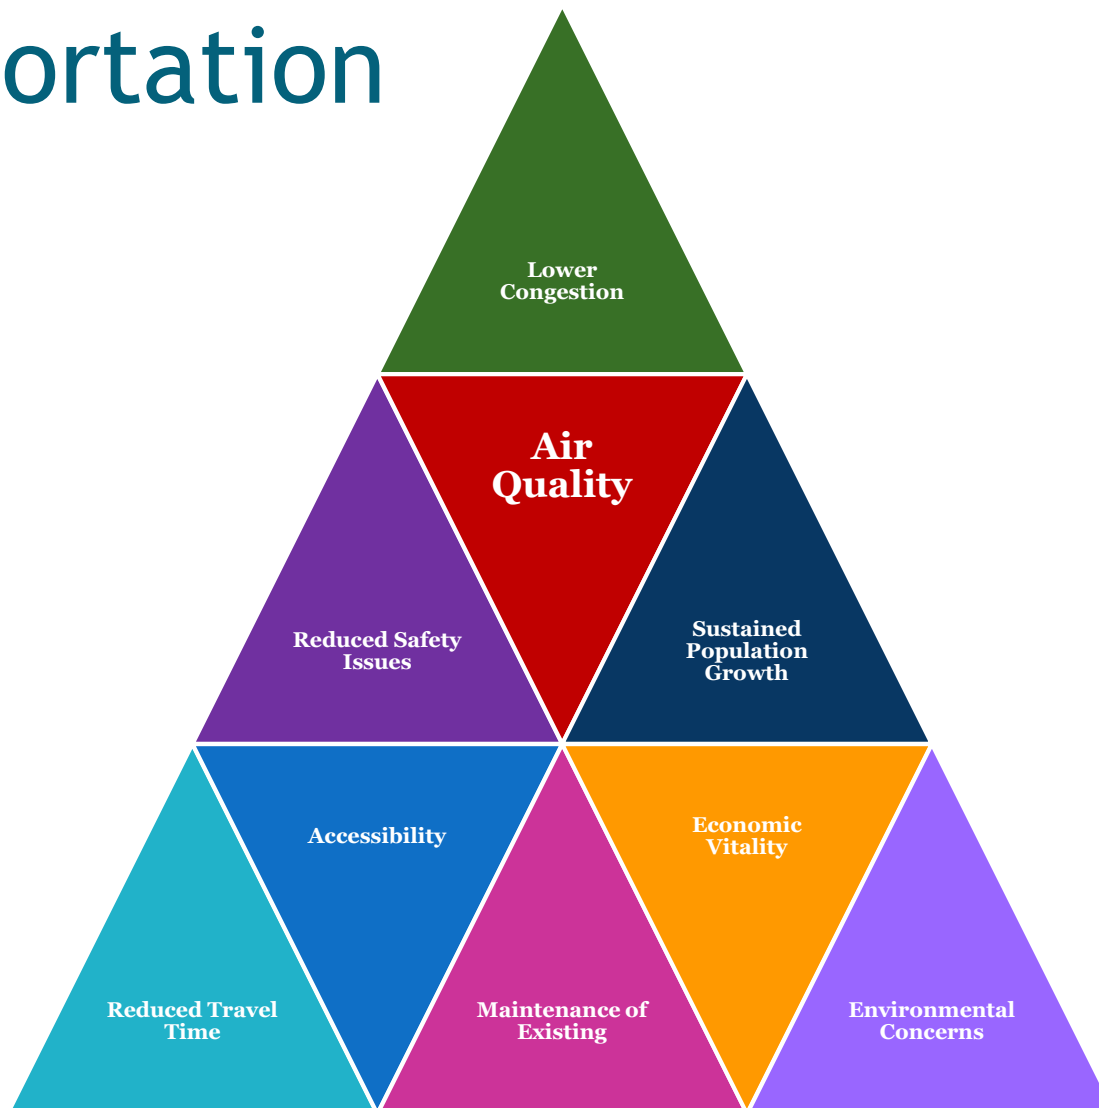 ortation
Lower
Congestion
Air
Quality
Reduced Safety
Issues
Sustained
Population
Growth
Accessibility
Economic
Vitality
Reduced Travel
Time
Maintenance of
Existing
Environmental
Concerns